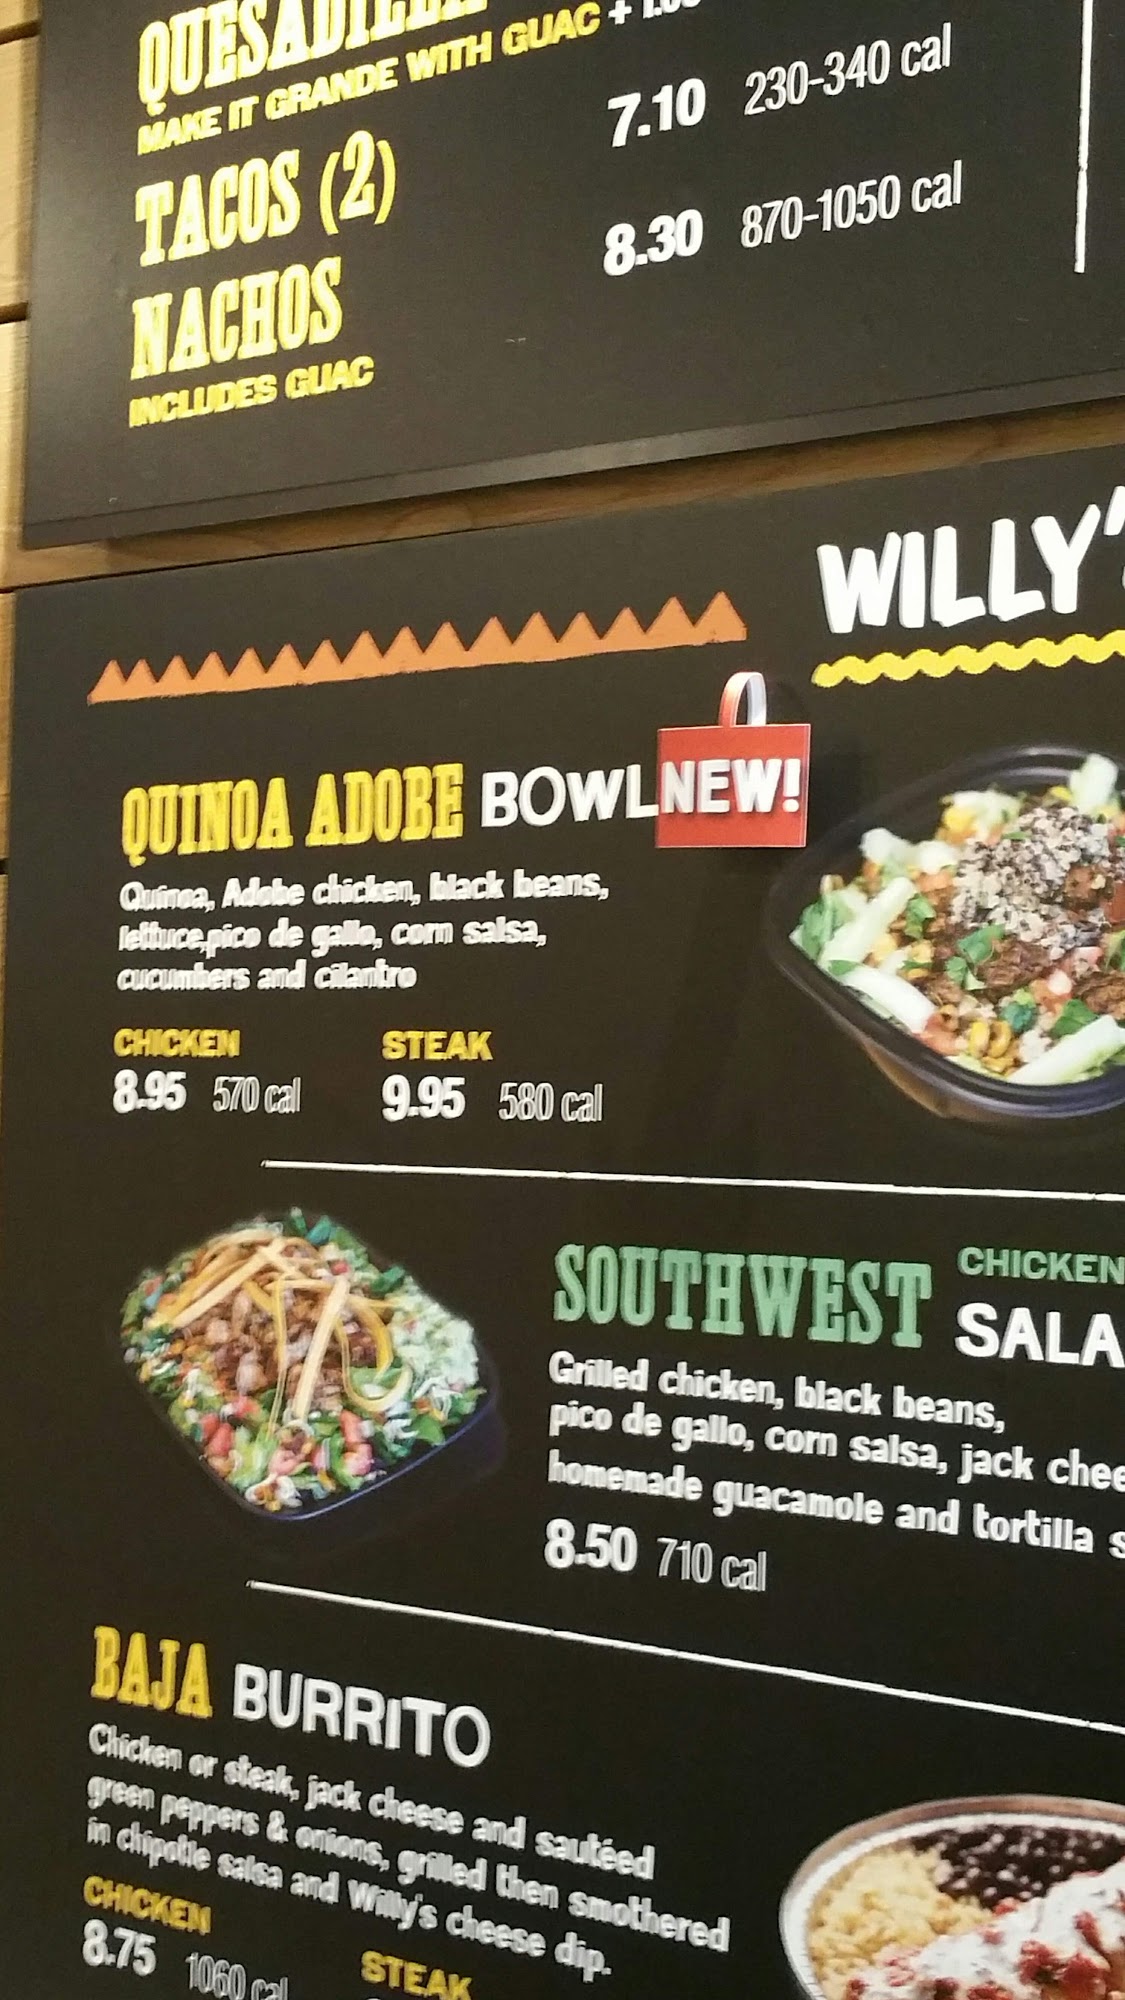 MAKE IT GRANDE WITH GUAC +
TACOS (2) 7.10 230-340 cal
NACHOS 8.30 870-1050 cal
INCLUDES GUAC
WILLY'
QUINOA ADOBE BOWL NEW!
Quinoa, Adobe chicken, black beans,
lettuce,pico de gallo, corn salsa,
cucumbers and cilantro
CHICKEN STEAK
8.95 570 cal 9.95 580 cal
SOUTHWEST CHICKEN
SALA
Grilled chicken, black beans,
pico de gallo, corn salsa, jack chee
homemade guacamole and tortilla s
8.50 710 cal
BAJA BURRITO
Chicken or steak, jack cheese and sautéed
green peppers & onions, grilled then smothered
in chipotle salsa and Willy's cheese dip.
CHICKEN STEAK
8.75 1060 cal